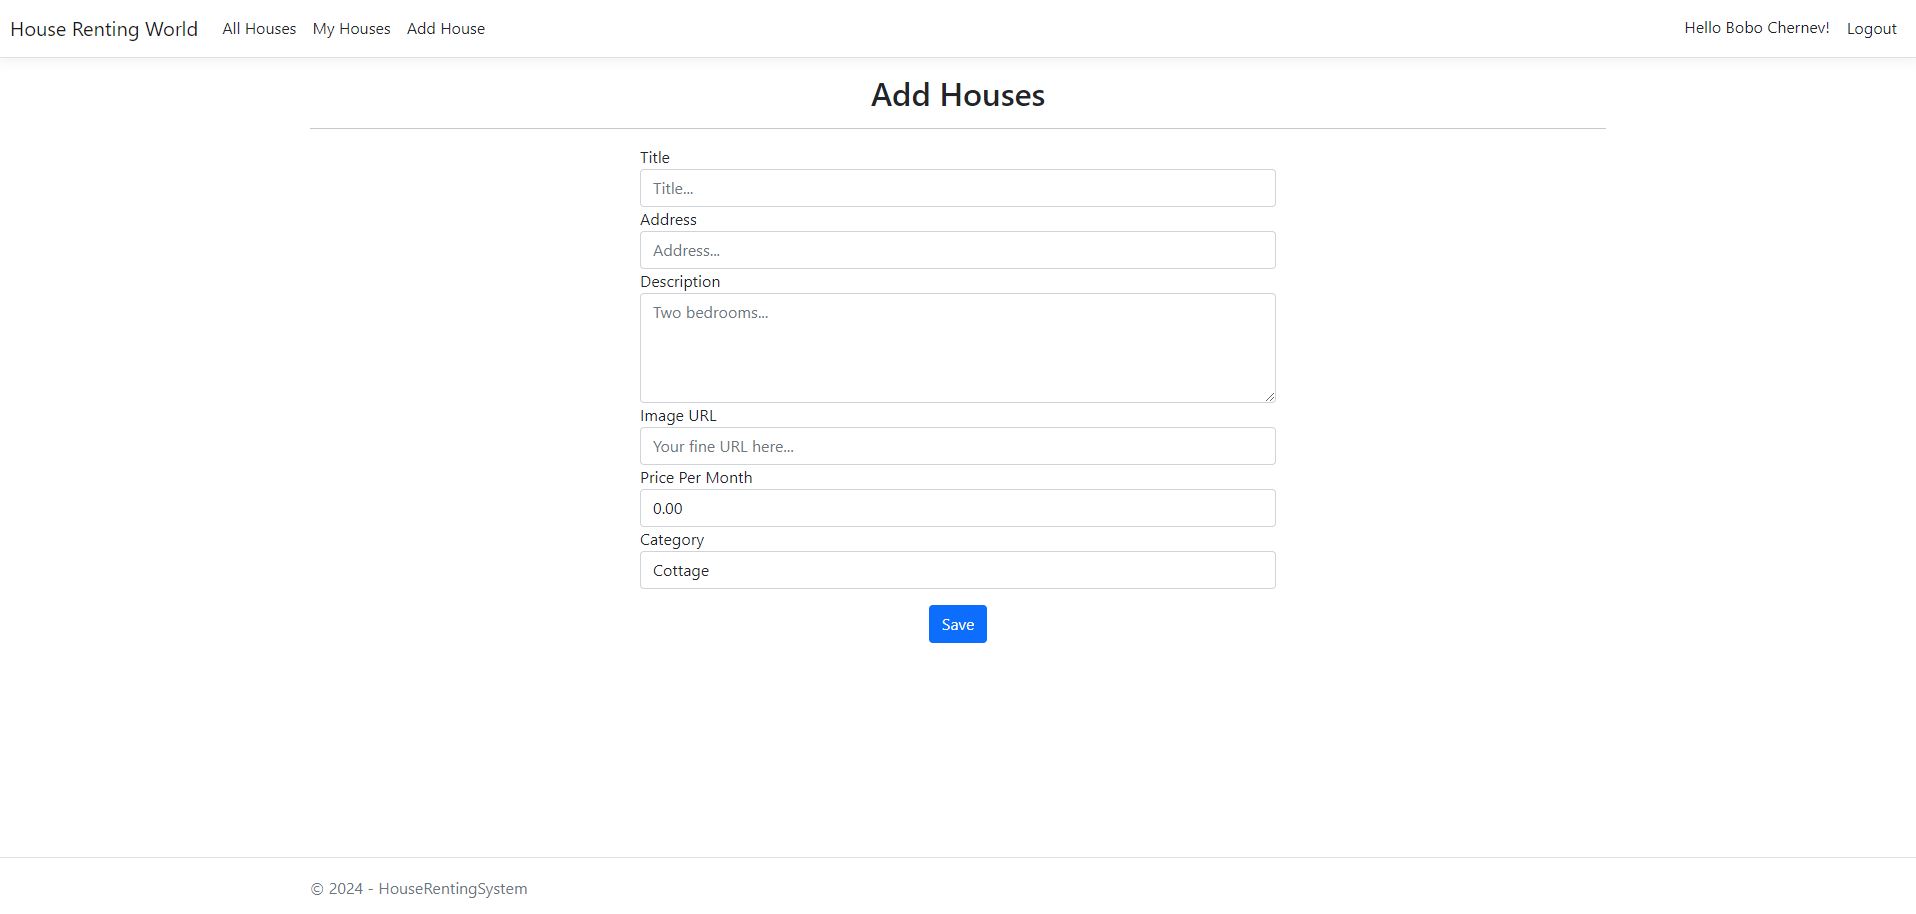 House Renting World All Houses My Houses Add House Hello Bobo Chernev! Logout
Add Houses
Title
Title...
Address
Address...
Description
Two bedrooms...
Image URL
Your fine URL here...
Price Per Month
0.00
Category
Cottage
Save
© 2024 - HouseRentingSystem